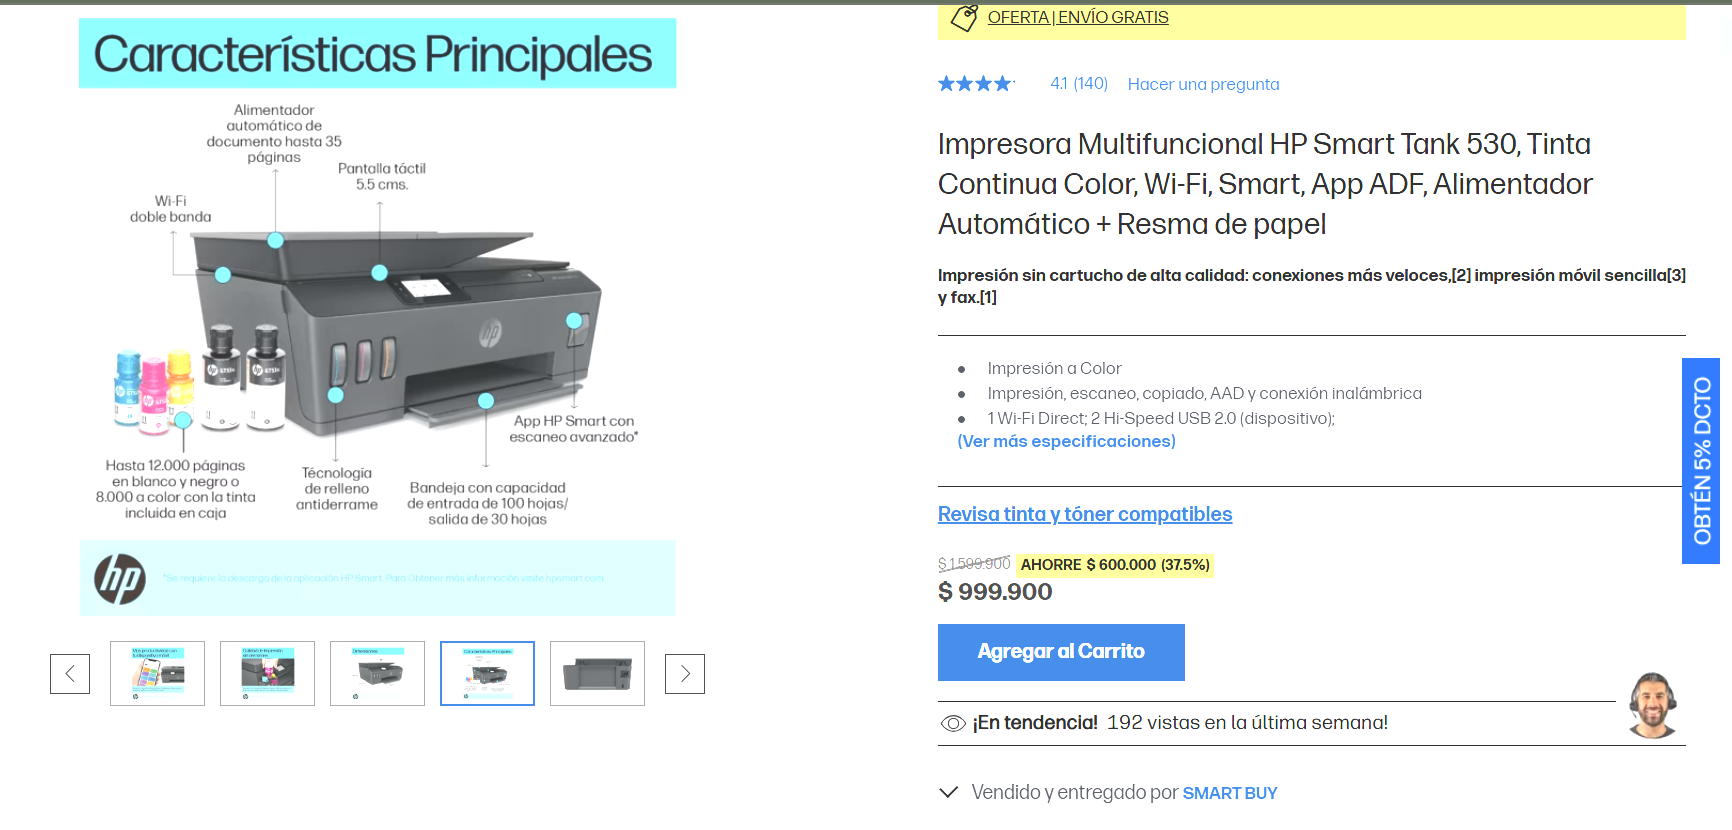 Características Principales
Alimentador
automático de
documento hasta 35
páginas
Pantalla táctil
5.5 cms.
Wi-Fi
doble banda
hp
App HP Smart con
escaneo avanzado*
Hasta 12.000 páginas
en blanco y negro o
8.000 a color con la tinta
incluida en caja
Técnología
de relleno
antiderrame
Bandeja con capacidad
de entrada de 100 hojas/
salida de 30 hojas
hp
*Se requiere la descarga de la aplicación HP Smart. Para Obtener más información visite hpsmart.com
Dimensiones
Características Principales
OFERTA | ENVÍO GRATIS
4.1 (140) Hacer una pregunta
Impresora Multifuncional HP Smart Tank 530, Tinta
Continua Color, Wi-Fi, Smart, App ADF, Alimentador
Automático + Resma de papel
Impresión sin cartucho de alta calidad: conexiones más veloces,[2] impresión móvil sencilla[3]
y fax.[1]
Impresión a Color
Impresión, escaneo, copiado, AAD y conexión inalámbrica
1 Wi-Fi Direct; 2 Hi-Speed USB 2.0 (dispositivo);
(Ver más especificaciones)
Revisa tinta y tóner compatibles
$ 1.599.900 AHORRE $ 600.000 (37.5%)
$ 999.900
Agregar al Carrito
¡En tendencia! 192 vistas en la última semana!
Vendido y entregado por SMART BUY
OBTÉN 5% DCTO